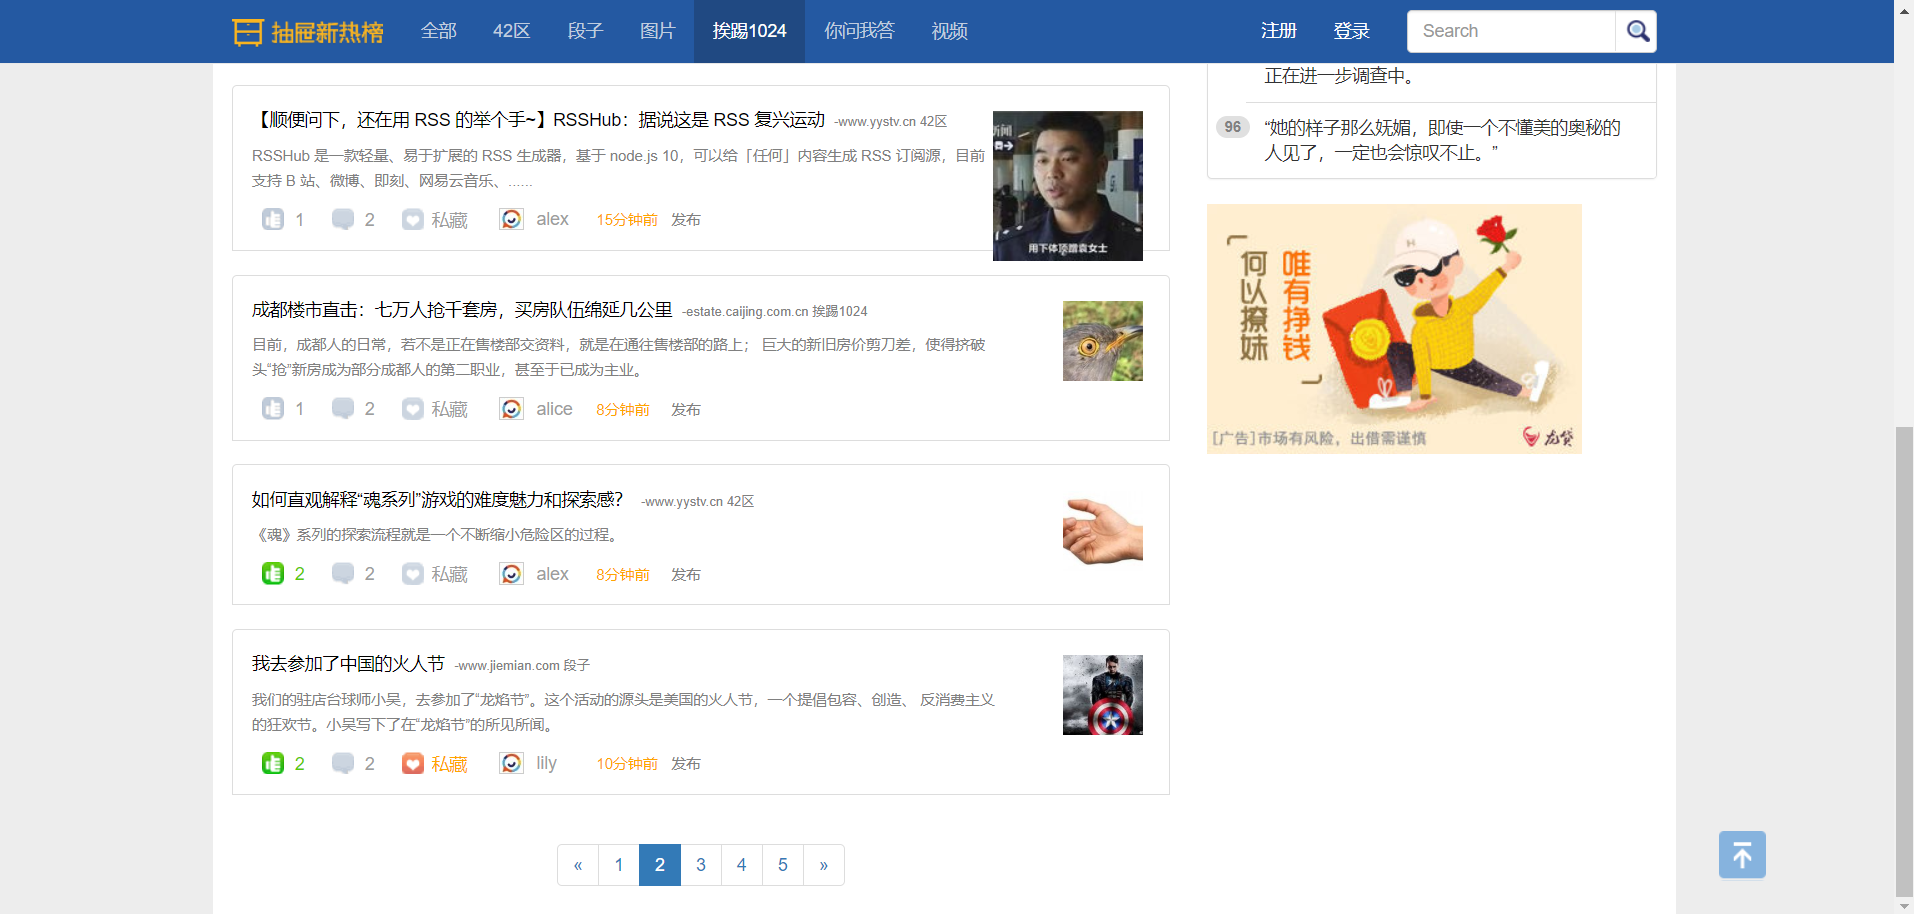 抽屉新热榜 全部 42区 段子 图片 挨踢1024 你问我答 视频 注册 登录 Search
【顺便问下，还在用 RSS 的举个手~】RSSHub：据说这是 RSS 复兴运动 -www.yystv.cn 42区
RSSHub 是一款轻量、易于扩展的 RSS 生成器，基于 node.js 10，可以给「任何」内容生成 RSS 订阅源，目前
支持 B 站、微博、即刻、网易云音乐、......
1 2 私藏 alex 15分钟前 发布
新闻
用下体顶蹭袁女士
成都楼市直击：七万人抢千套房，买房队伍绵延几公里 -estate.caijing.com.cn 挨踢1024
目前，成都人的日常，若不是正在售楼部交资料，就是在通往售楼部的路上； 巨大的新旧房价剪刀差，使得挤破
头“抢”新房成为部分成都人的第二职业，甚至于已成为主业。
1 2 私藏 alice 8分钟前 发布
如何直观解释“魂系列”游戏的难度魅力和探索感？ -www.yystv.cn 42区
《魂》系列的探索流程就是一个不断缩小危险区的过程。
2 2 私藏 alex 8分钟前 发布
我去参加了中国的火人节 -www.jiemian.com 段子
我们的驻店台球师小吴，去参加了“龙焰节”。这个活动的源头是美国的火人节，一个提倡包容、创造、 反消费主义
的狂欢节。小吴写下了在“龙焰节”的所见所闻。
2 2 私藏 lily 10分钟前 发布
« 1 2 3 4 5 »
正在进一步调查中。
96 “她的样子那么妩媚，即使一个不懂美的奥秘的
人见了，一定也会惊叹不止。”
唯有挣钱
何以撩妹
[广告]市场有风险，出借需谨慎
龙贷